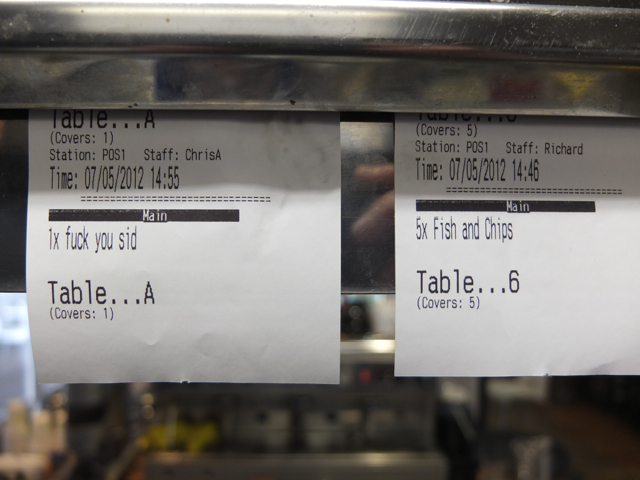 Table...A
(Covers: 1)
Station: POS1 Staff: ChrisA
Time: 07/05/2012 14:55
==============================
Main
1x fuck you sid
Table...A
(Covers: 1)
(Covers: 5)
Station: POS1 Staff: Richard
Time: 07/05/2012 14:46
==============================
Main
5x Fish and Chips
Table...6
(Covers: 5)